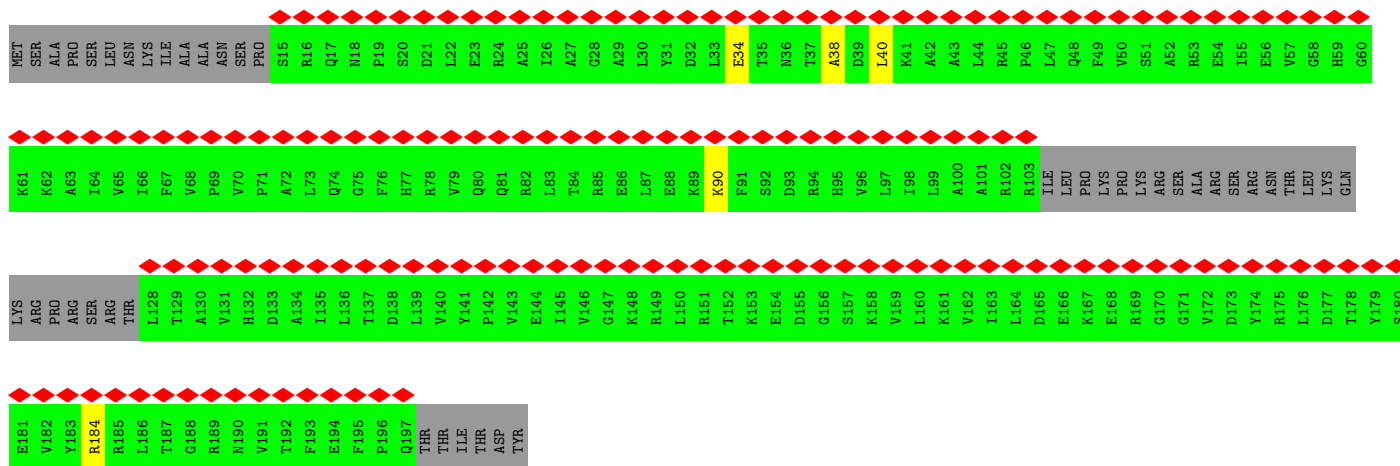 MET SER ALA PRO SER LEU ASN LYS ILE ALA ALA ASN SER PRO S15 R16 Q17 N18 P19 S20 D21 L22 E23 R24 A25 I26 A27 G28 A29 L30 Y31 D32 L33 E34 T35 N36 T37 A38 D39 L40 K41 A42 A43 L44 R45 P46 L47 Q48 F49 V50 S51 A52 R53 E54 I55 E56 V57 G58 H59 G60
K61 K62 A63 I64 V65 I66 F67 V68 P69 V70 P71 A72 L73 Q74 G75 F76 H77 R78 V79 Q80 Q81 R82 L83 T84 R85 E86 L87 E88 K89 K90 F91 S92 D93 R94 H95 V96 L97 I98 L99 A100 A101 R102 R103 ILE LEU PRO LYS PRO LYS ARG SER ALA ARG SER ARG ASN THR LEU LYS GLN
LYS ARG PRO ARG SER ARG THR L128 T129 A130 V131 H132 D133 A134 I135 L136 T137 D138 L139 V140 Y141 P142 V143 E144 I145 V146 G147 K148 R149 L150 R151 T152 K153 E154 D155 G156 S157 K158 V159 L160 K161 V162 I163 L164 D165 E166 K167 E168 R169 G170 G171 V172 D173 Y174 R175 L176 D177 T178 Y179 S180
E181 V182 Y183 R184 R185 L186 T187 G188 R189 N190 V191 T192 F193 E194 F195 P196 Q197 THR THR ILE THR ASP TYR